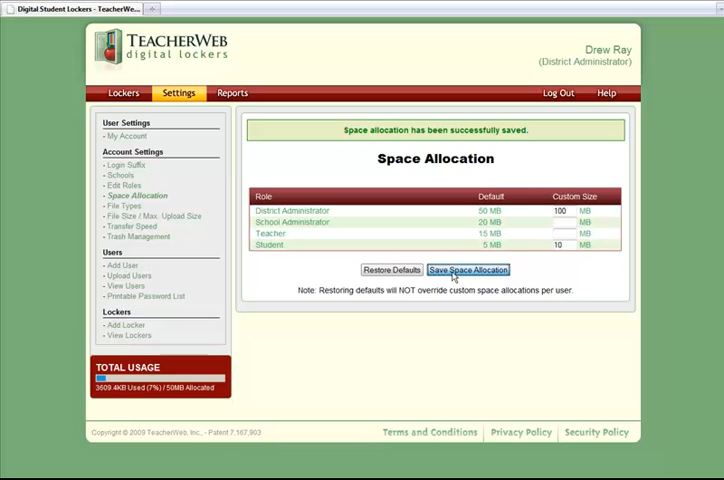 Digital Student Lockers - TeacherWe...
TEACHERWEB
digital lockers
Drew Ray
(District Administrator)
Lockers Settings Reports Log Out Help
User Settings
- My Account
Account Settings
- Login Suffix
- Schools
- Edit Roles
- Space Allocation
- File Types
- File Size / Max. Upload Size
- Transfer Speed
- Trash Management
Users
- Add User
- Upload Users
- View Users
- Printable Password List
Lockers
- Add Locker
- View Lockers
TOTAL USAGE
3609.4KB Used (7%) / 50MB Allocated
Space allocation has been successfully saved.
Space Allocation
Role Default Custom Size
District Administrator 50 MB 100 MB
School Administrator 20 MB MB
Teacher 15 MB MB
Student 5 MB 10 MB
Restore Defaults Save Space Allocation
Note: Restoring defaults will NOT override custom space allocations per user.
Copyright © 2009 TeacherWeb, Inc., - Patent 7,167,903
Terms and Conditions Privacy Policy Security Policy